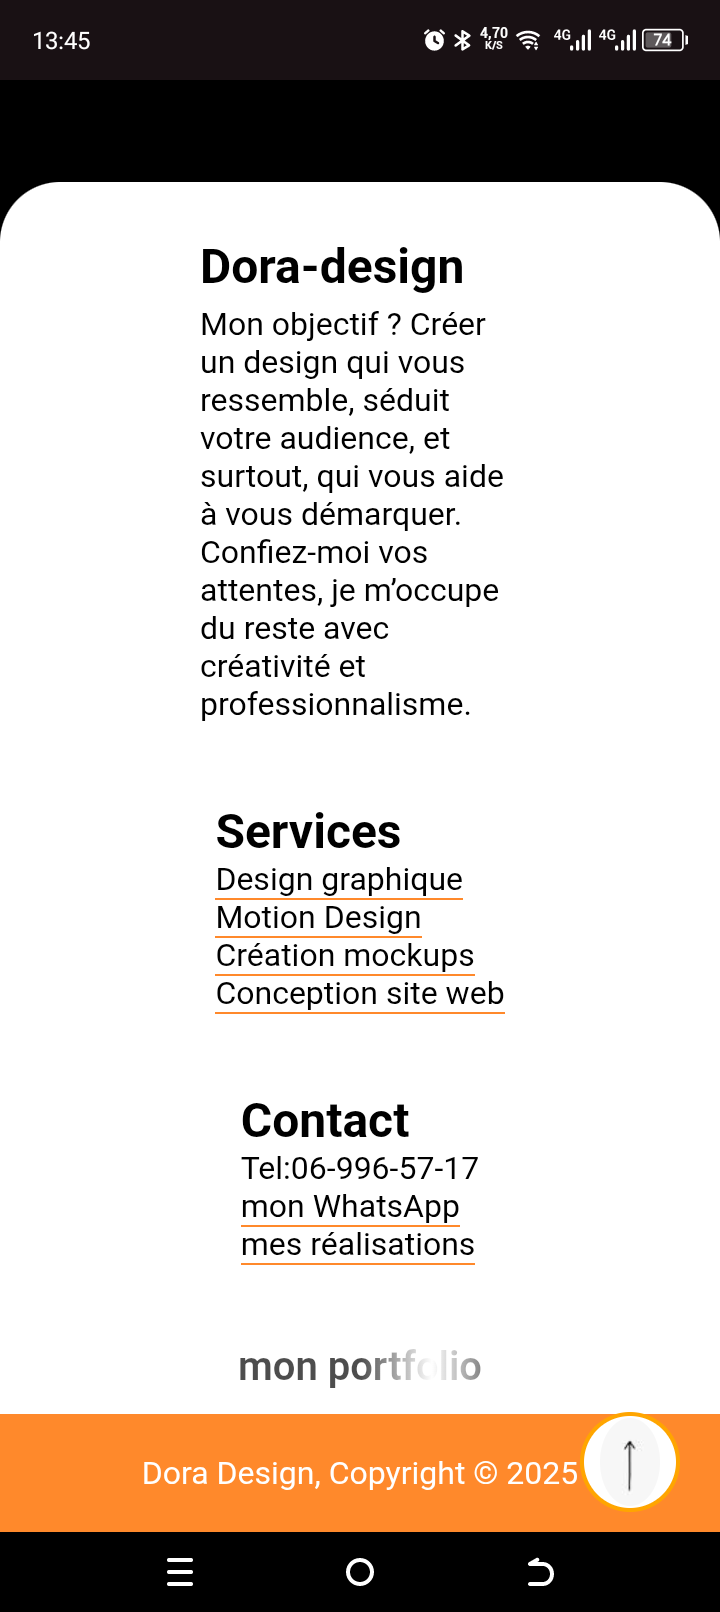 13:45
4,70
K/S
4G
4G
74
Dora-design
Mon objectif ? Créer
un design qui vous
ressemble, séduit
votre audience, et
surtout, qui vous aide
à vous démarquer.
Confiez-moi vos
attentes, je m’occupe
du reste avec
créativité et
professionnalisme.
Services
Design graphique
Motion Design
Création mockups
Conception site web
Contact
Tel:06-996-57-17
mon WhatsApp
mes réalisations
mon portfolio
Dora Design, Copyright © 2025